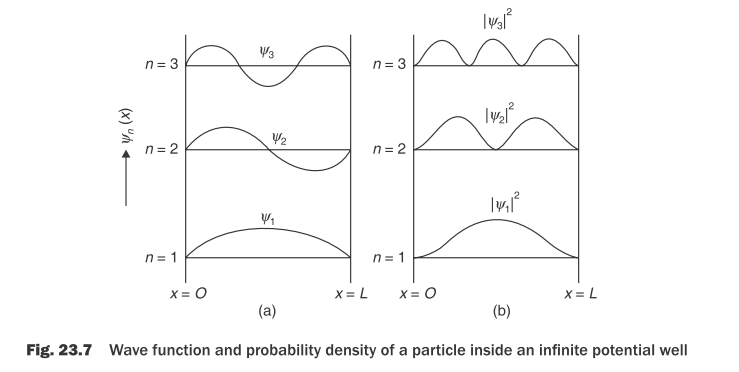 |ψ₃|²
n = 3
ψ₃
n = 3
ψₙ (x)
n = 2
ψ₂
n = 2
|ψ₂|²
n = 1
ψ₁
n = 1
|ψ₁|²
x = O
x = L
x = O
x = L
(a)
(b)
Fig. 23.7 Wave function and probability density of a particle inside an infinite potential well